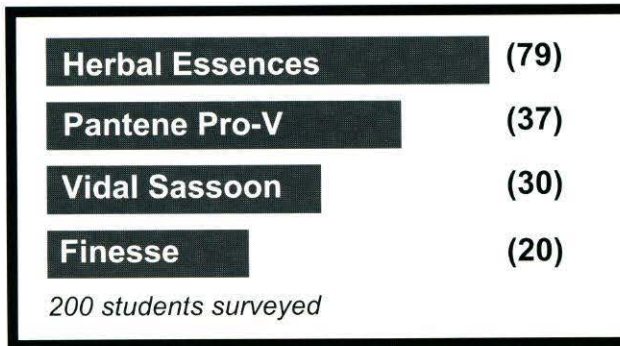 Herbal Essences (79)
Pantene Pro-V (37)
Vidal Sassoon (30)
Finesse (20)
200 students surveyed